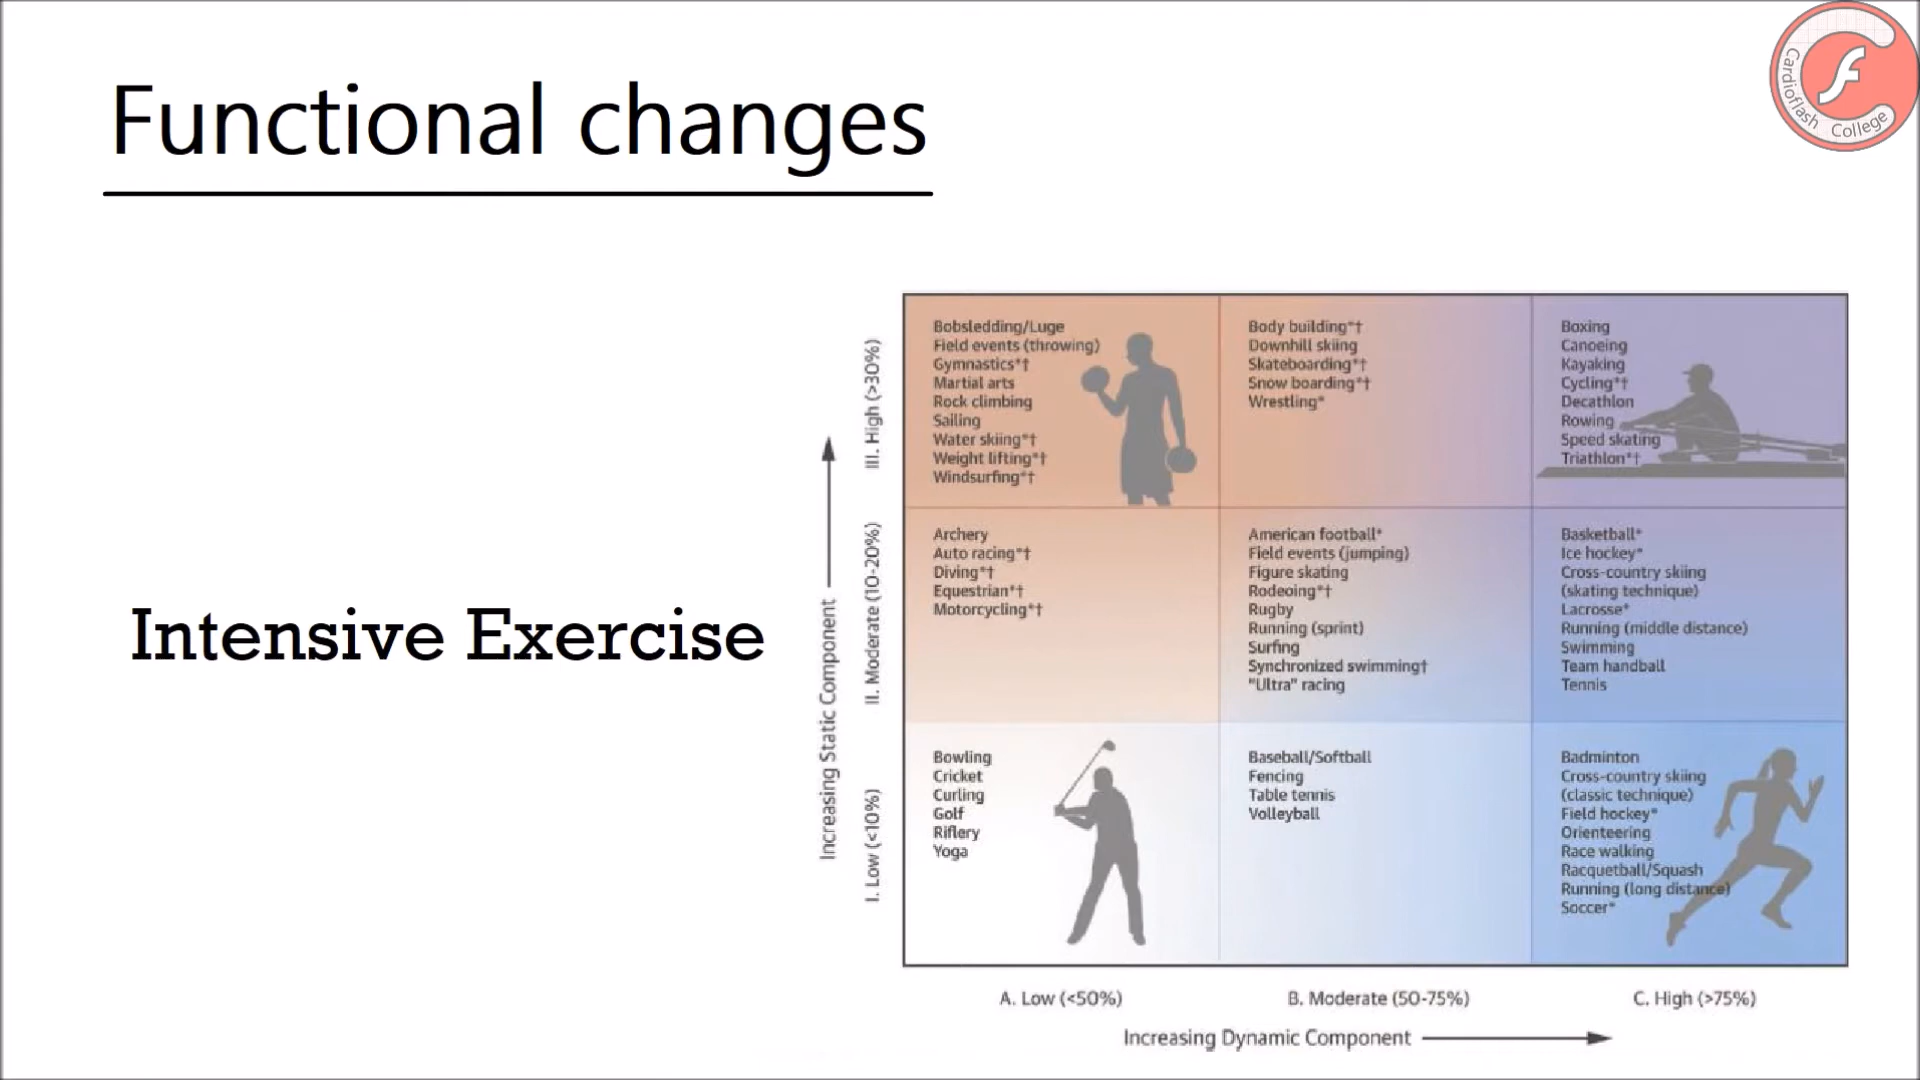 Functional changes
Cardioflash College
Intensive Exercise
Increasing Static Component
III. High (>30%)
II. Moderate (10-20%)
I. Low (<10%)
Bobsledding/Luge
Field events (throwing)
Gymnastics*†
Martial arts
Rock climbing
Sailing
Water skiing*†
Weight lifting*†
Windsurfing*†
Body building*†
Downhill skiing
Skateboarding*†
Snow boarding*†
Wrestling*
Boxing
Canoeing
Kayaking
Cycling*†
Decathlon
Rowing
Speed skating
Triathlon*†
Archery
Auto racing*†
Diving*†
Equestrian*†
Motorcycling*†
American football*
Field events (jumping)
Figure skating
Rodeoing*†
Rugby
Running (sprint)
Surfing
Synchronized swimming†
"Ultra" racing
Basketball*
Ice hockey*
Cross-country skiing
(skating technique)
Lacrosse*
Running (middle distance)
Swimming
Team handball
Tennis
Bowling
Cricket
Curling
Golf
Riflery
Yoga
Baseball/Softball
Fencing
Table tennis
Volleyball
Badminton
Cross-country skiing
(classic technique)
Field hockey*
Orienteering
Race walking
Racquetball/Squash
Running (long distance)
Soccer*
A. Low (<50%)
B. Moderate (50-75%)
C. High (>75%)
Increasing Dynamic Component